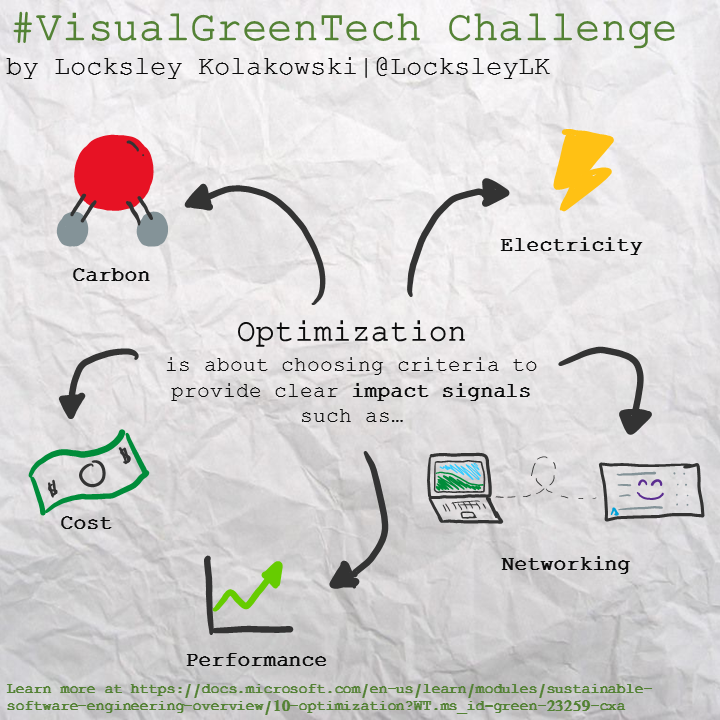 #VisualGreenTech Challenge
by Locksley Kolakowski|@LocksleyLK
Carbon
Electricity
Optimization
is about choosing criteria to
provide clear impact signals
such as…
Cost
Networking
Performance
Learn more at https://docs.microsoft.com/en-us/learn/modules/sustainable-
software-engineering-overview/10-optimization?WT.ms_id=green-23259-cxa